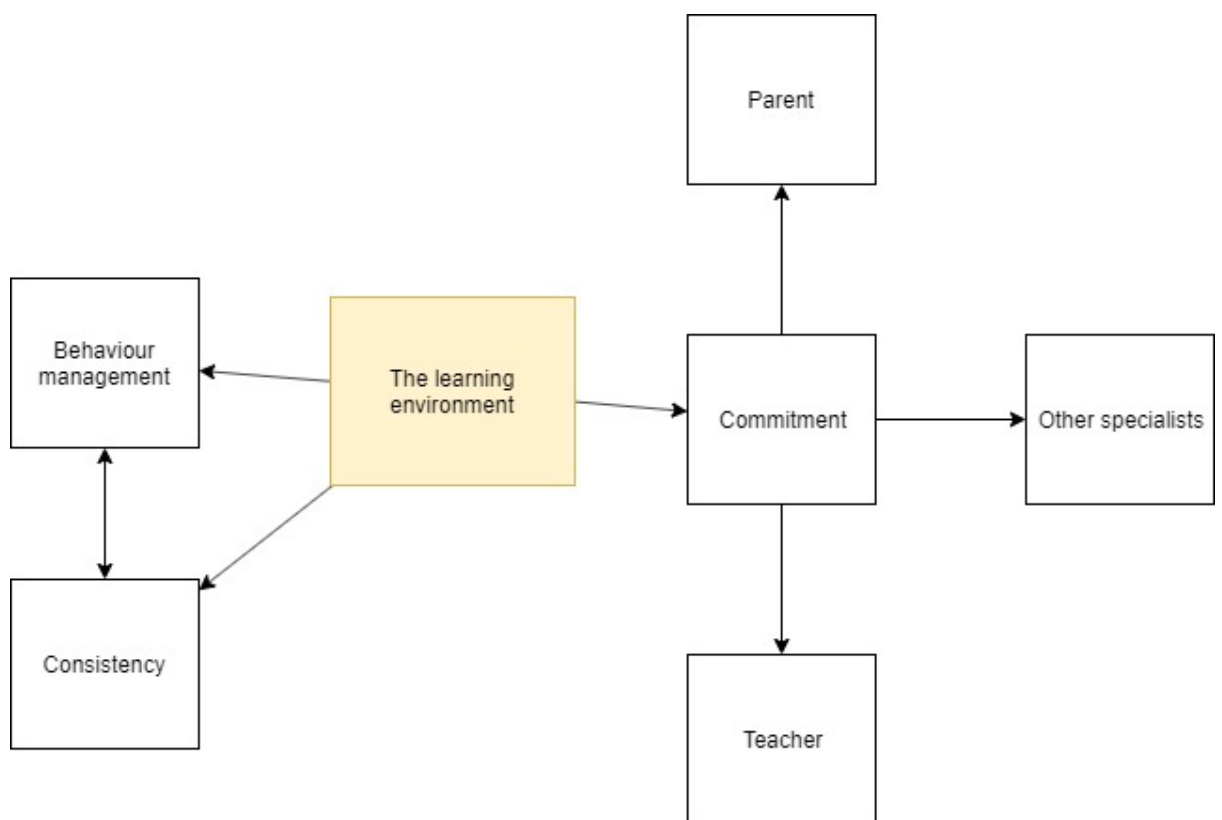 Parent
Behaviour
management
The learning
environment
Commitment
Other specialists
Consistency
Teacher